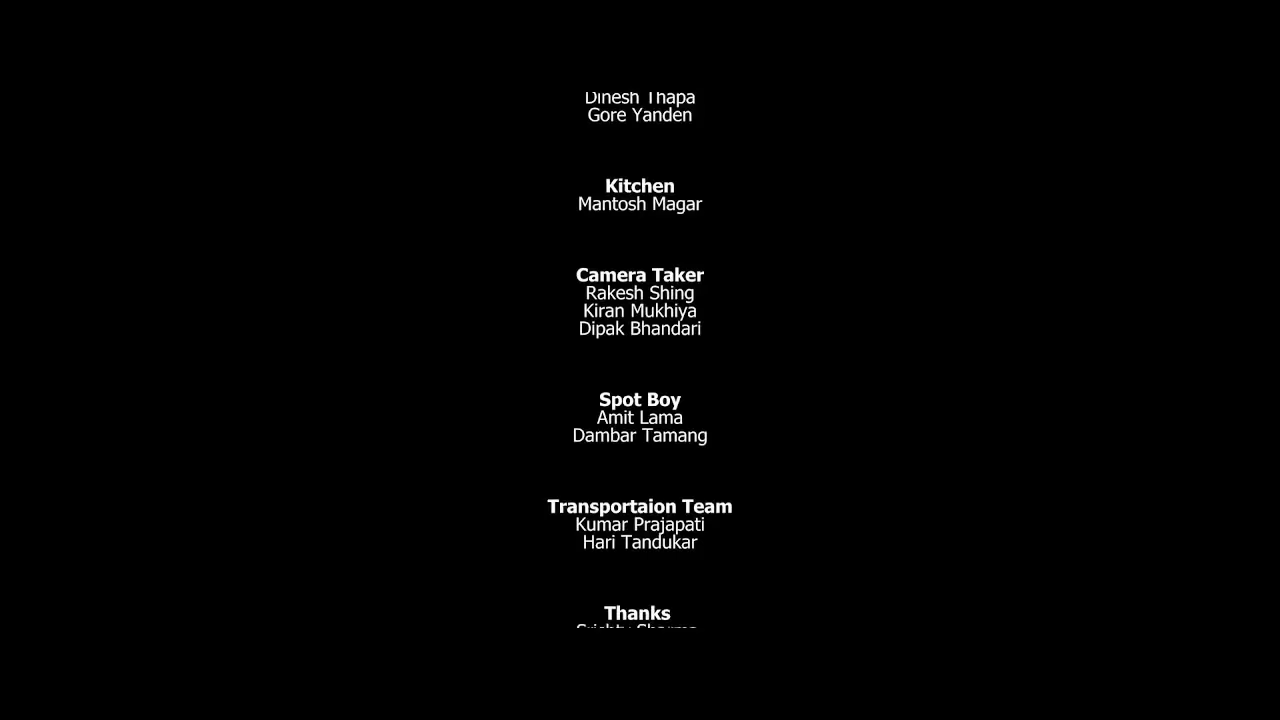 Dinesh Thapa
Gore Yanden
Kitchen
Mantosh Magar
Camera Taker
Rakesh Shing
Kiran Mukhiya
Dipak Bhandari
Spot Boy
Amit Lama
Dambar Tamang
Transportaion Team
Kumar Prajapati
Hari Tandukar
Thanks